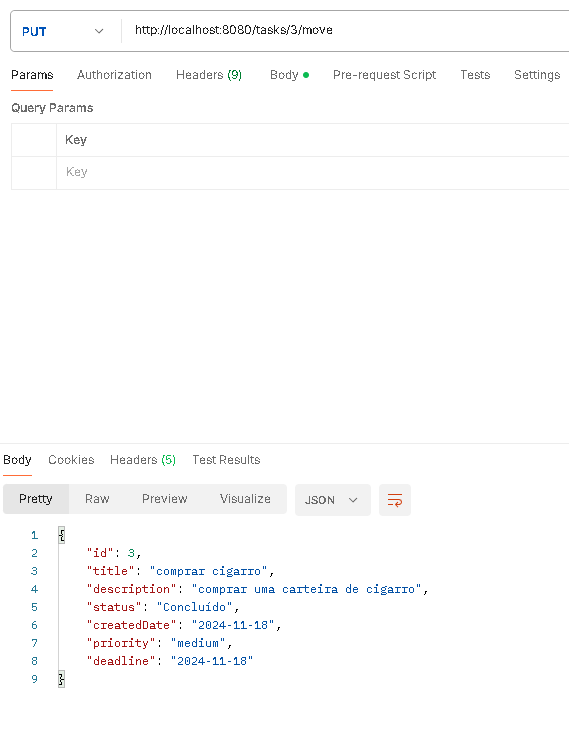 PUT http://localhost:8080/tasks/3/move
Params Authorization Headers (9) Body Pre-request Script Tests Settings
Query Params
Key
Key
Body Cookies Headers (5) Test Results
Pretty Raw Preview Visualize JSON
1 {
2 "id": 3,
3 "title": "comprar cigarro",
4 "description": "comprar uma carteira de cigarro",
5 "status": "Concluído",
6 "createdDate": "2024-11-18",
7 "priority": "medium",
8 "deadline": "2024-11-18"
9 }